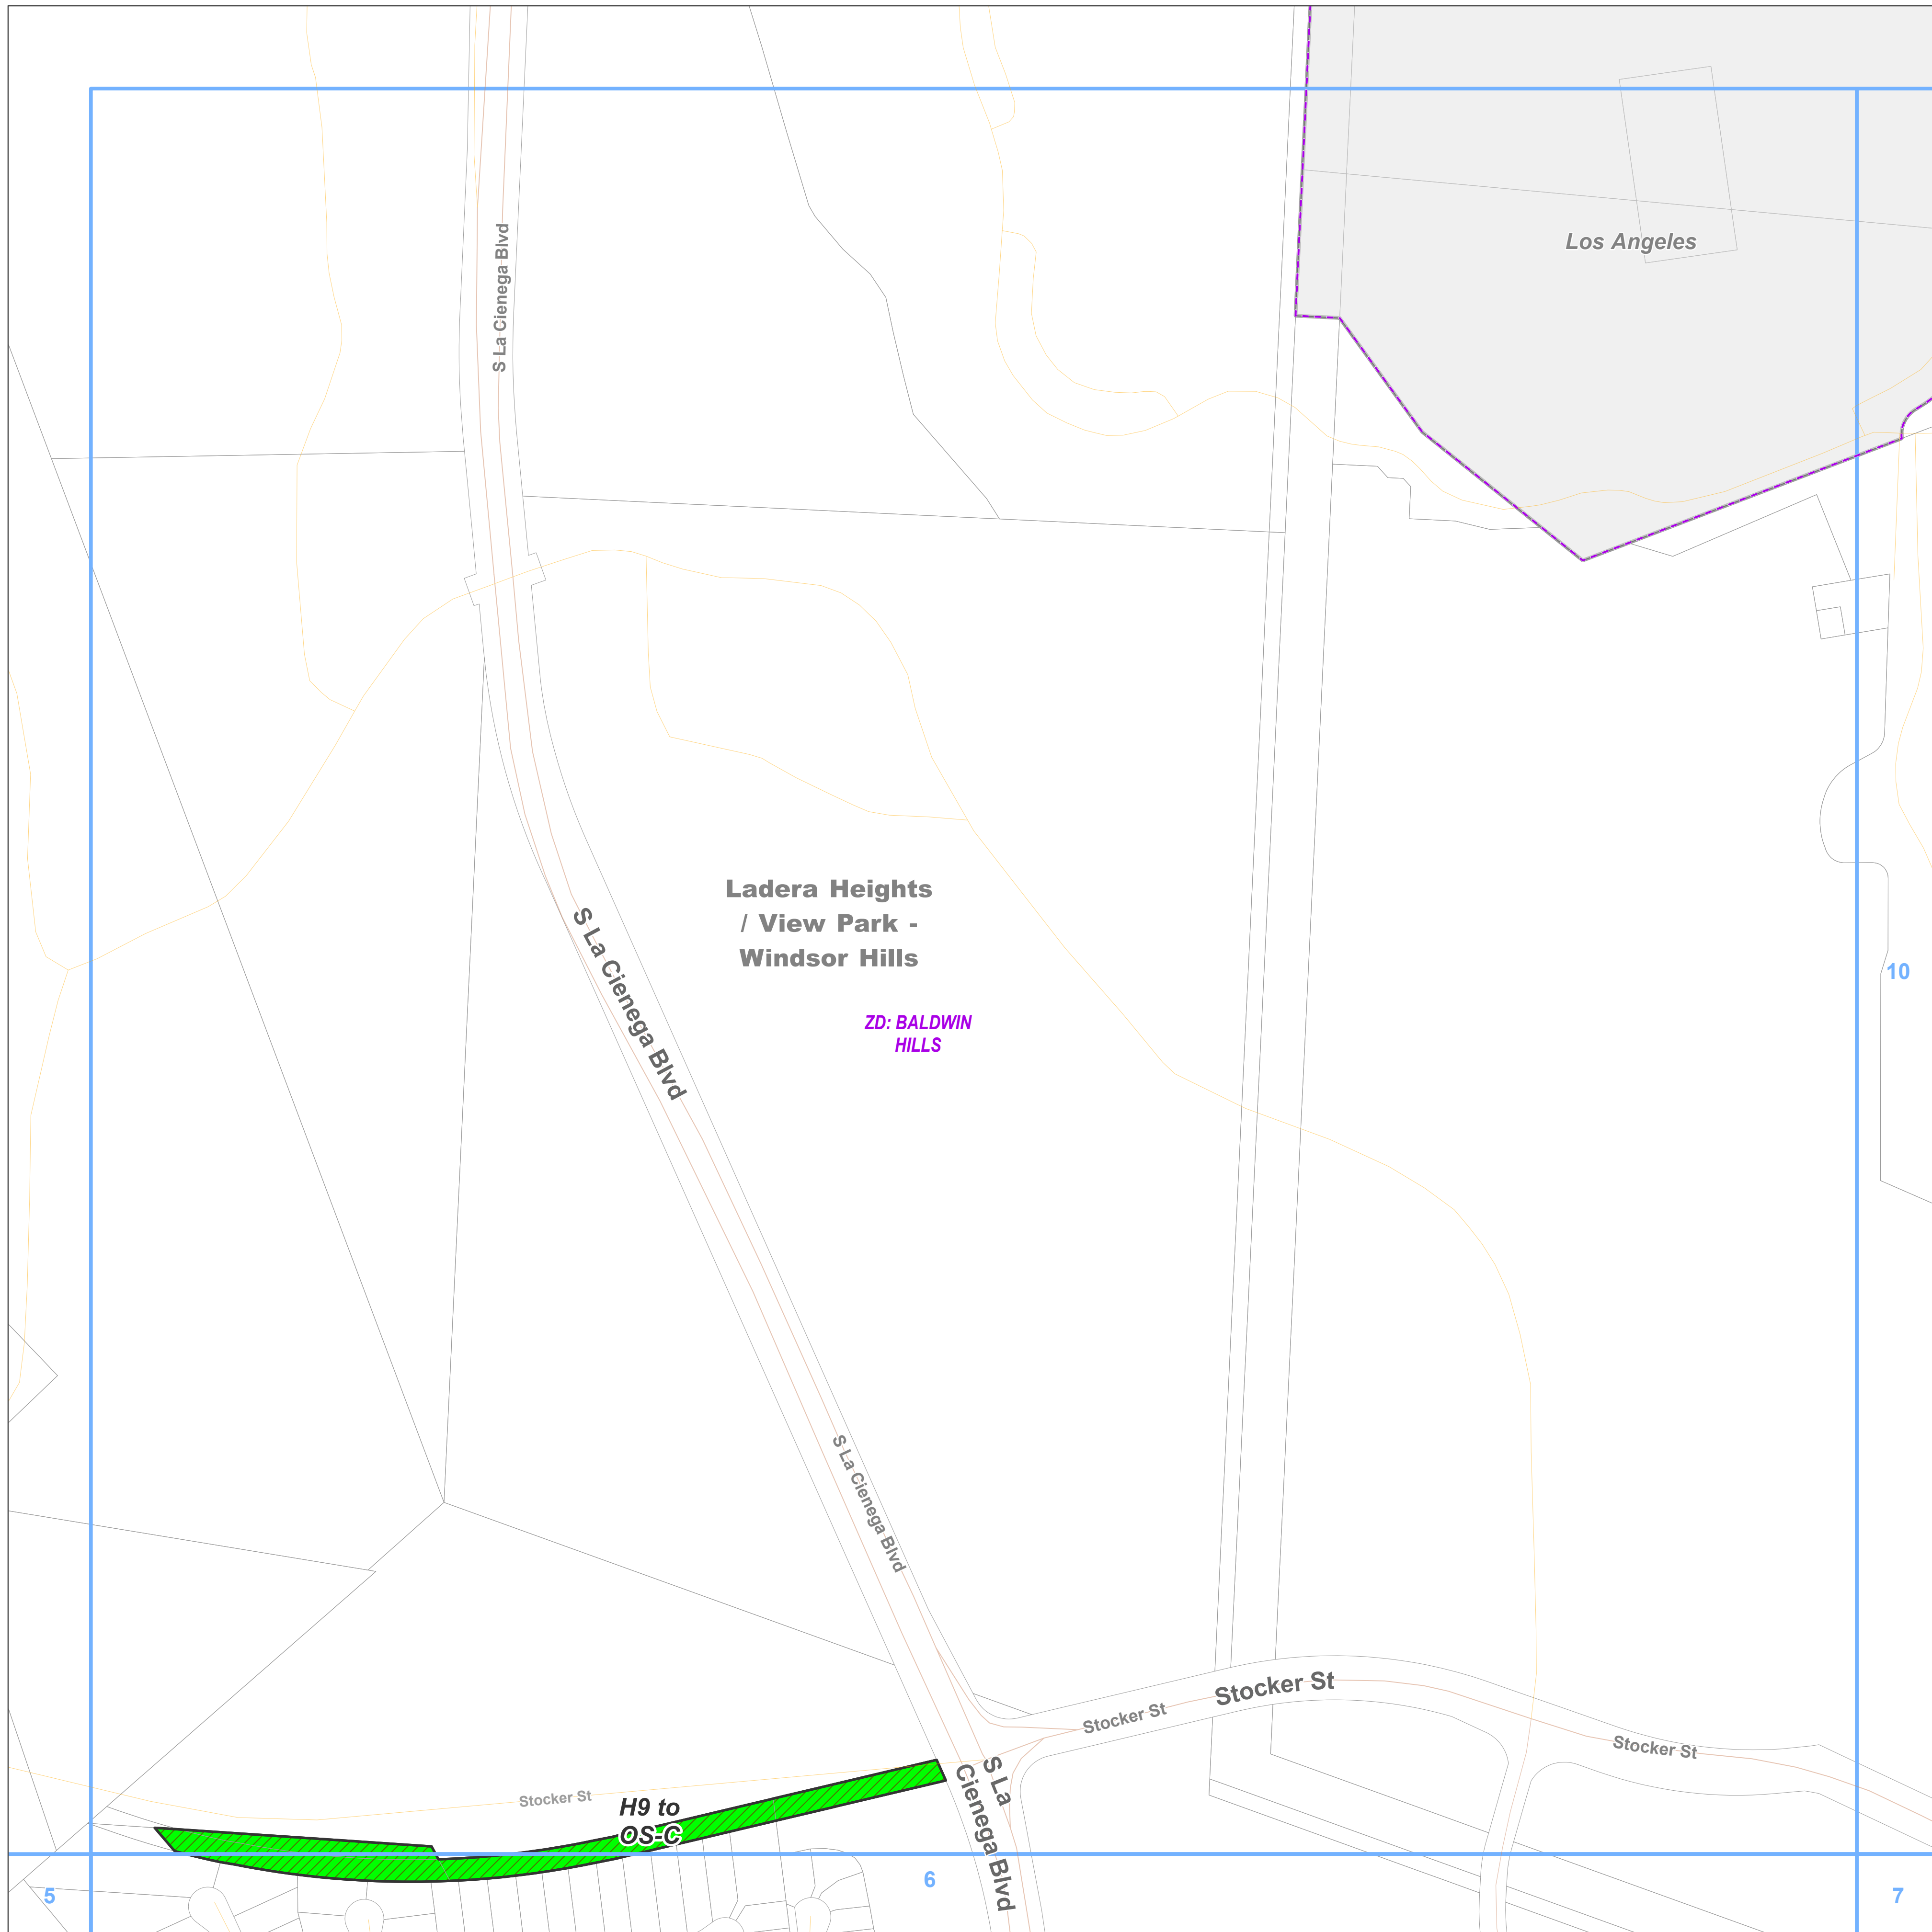 Los Angeles
S La Cienega Blvd
Ladera Heights
/ View Park -
Windsor Hills
S La Cienega Blvd
10
ZD: BALDWIN
HILLS
S La Cienega Blvd
Stocker St
Stocker St
Stocker St
S La
Cienega Blvd
Stocker St
H9 to
OS-C
5
6
7